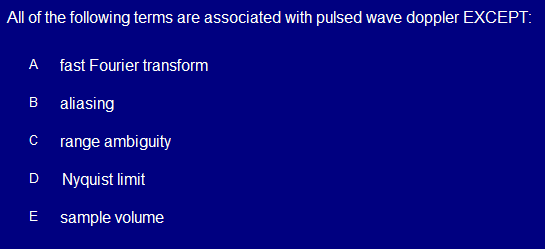 All of the following terms are associated with pulsed wave doppler EXCEPT:
A fast Fourier transform
B aliasing
C range ambiguity
D Nyquist limit
E sample volume